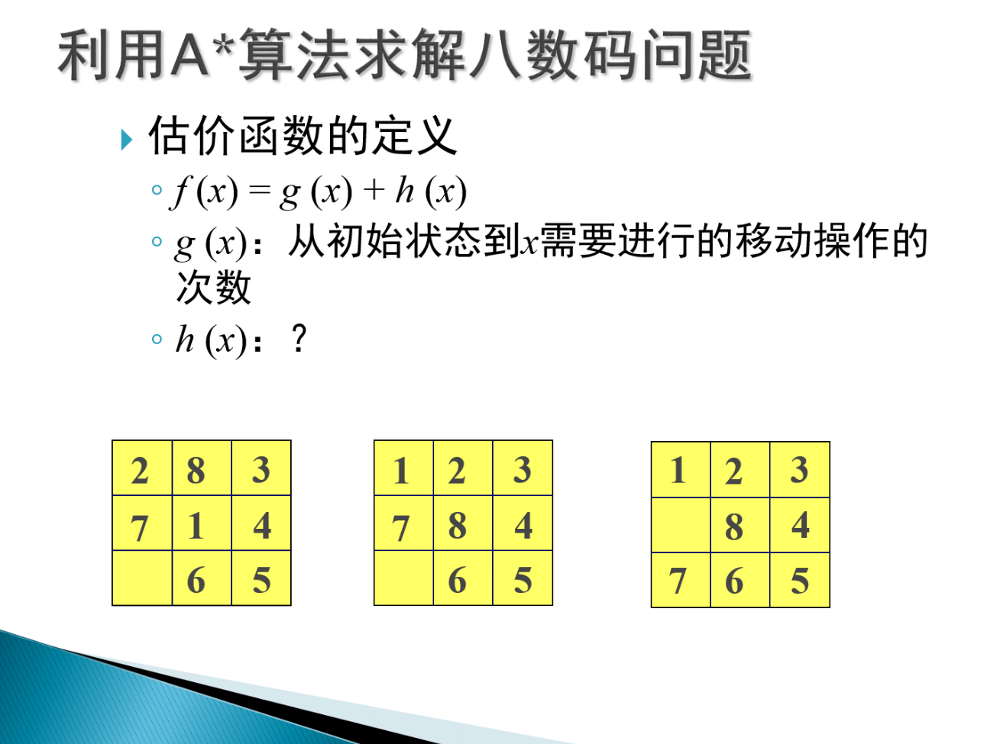 利用A*算法求解八数码问题
估价函数的定义
f (x) = g (x) + h (x)
g (x)：从初始状态到x需要进行的移动操作的
次数
h (x)：？
2 8 3
7 1 4
6 5
1 2 3
7 8 4
6 5
1 2 3
8 4
7 6 5